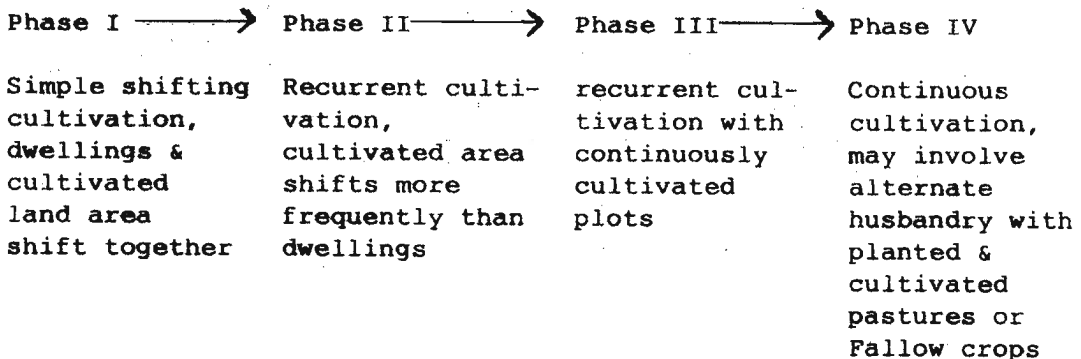 Phase I → Phase II → Phase III → Phase IV
Simple shifting
cultivation,
dwellings &
cultivated
land area
shift together
Recurrent culti-
vation,
cultivated area
shifts more
frequently than
dwellings
recurrent cul-
tivation with
continuously
cultivated
plots
Continuous
cultivation,
may involve
alternate
husbandry with
planted &
cultivated
pastures or
Fallow crops